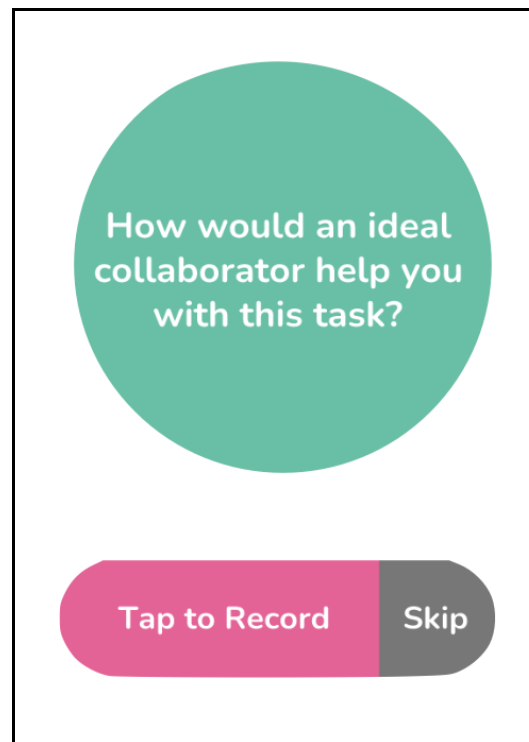 How would an ideal
collaborator help you
with this task?
Tap to Record
Skip